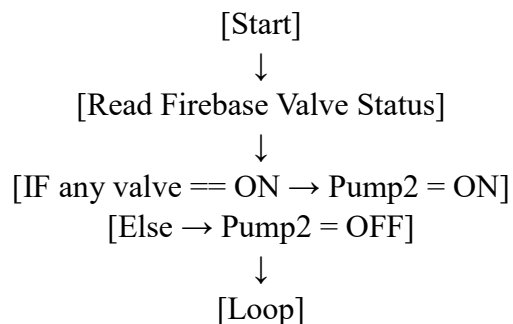 [Start]
↓
[Read Firebase Valve Status]
↓
[IF any valve == ON → Pump2 = ON]
[Else → Pump2 = OFF]
↓
[Loop]